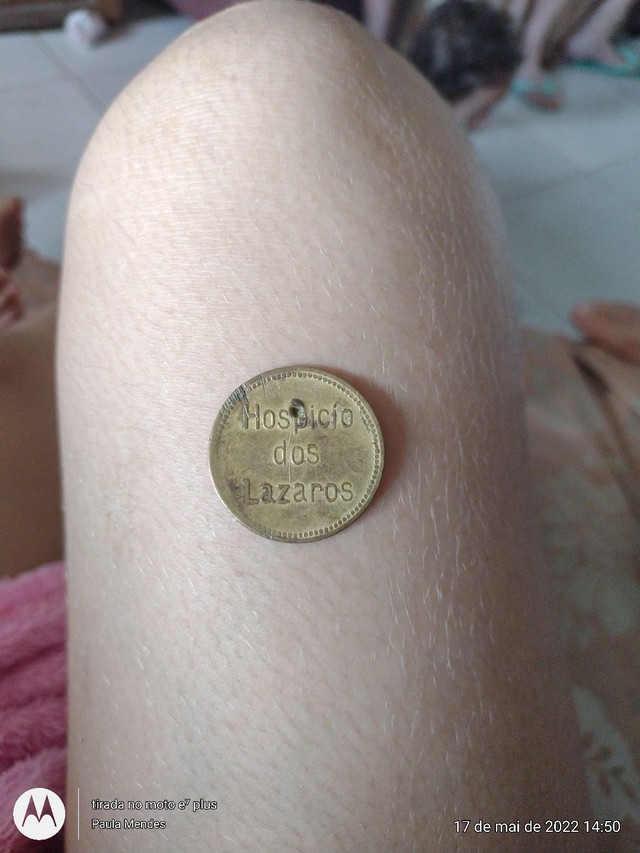 Hospicio
dos
Lazaros
tirada no moto e⁷ plus
Paula Mendes
17 de mai de 2022 14:50